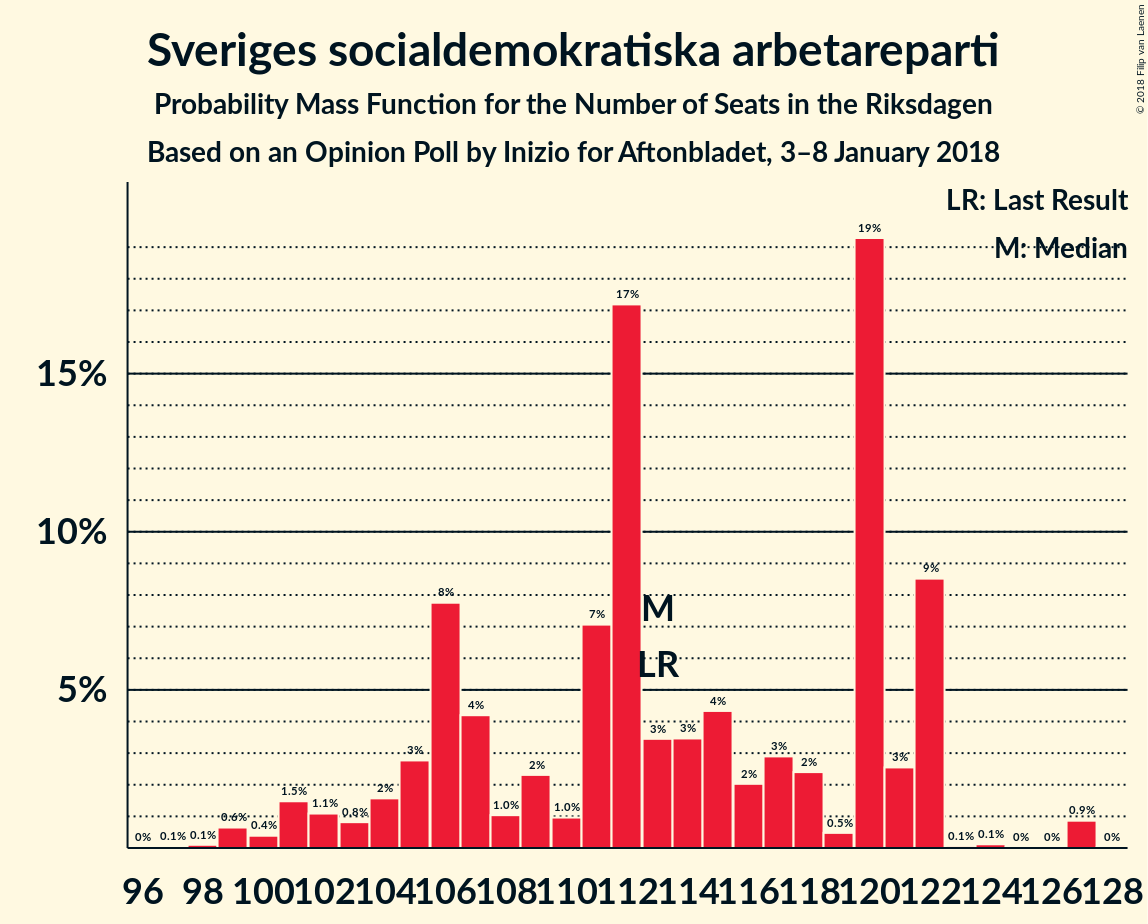 Sveriges socialdemokratiska arbetareparti
Probability Mass Function for the Number of Seats in the Riksdagen
Based on an Opinion Poll by Inizio for Aftonbladet, 3–8 January 2018
© 2018 Filip van Laenen
LR: Last Result
M: Median
15%
10%
5%
0% 0.1% 0.1% 0.6% 0.4% 1.5% 1.1% 0.8% 2% 3% 8% 4% 1.0% 2% 1.0% 7% 17% 3% 3% 4% 2% 3% 2% 0.5% 19% 3% 9% 0.1% 0.1% 0% 0% 0.9% 0%
M
LR
96 98 100 102 104 106 108 110 112 114 116 118 120 122 124 126 128